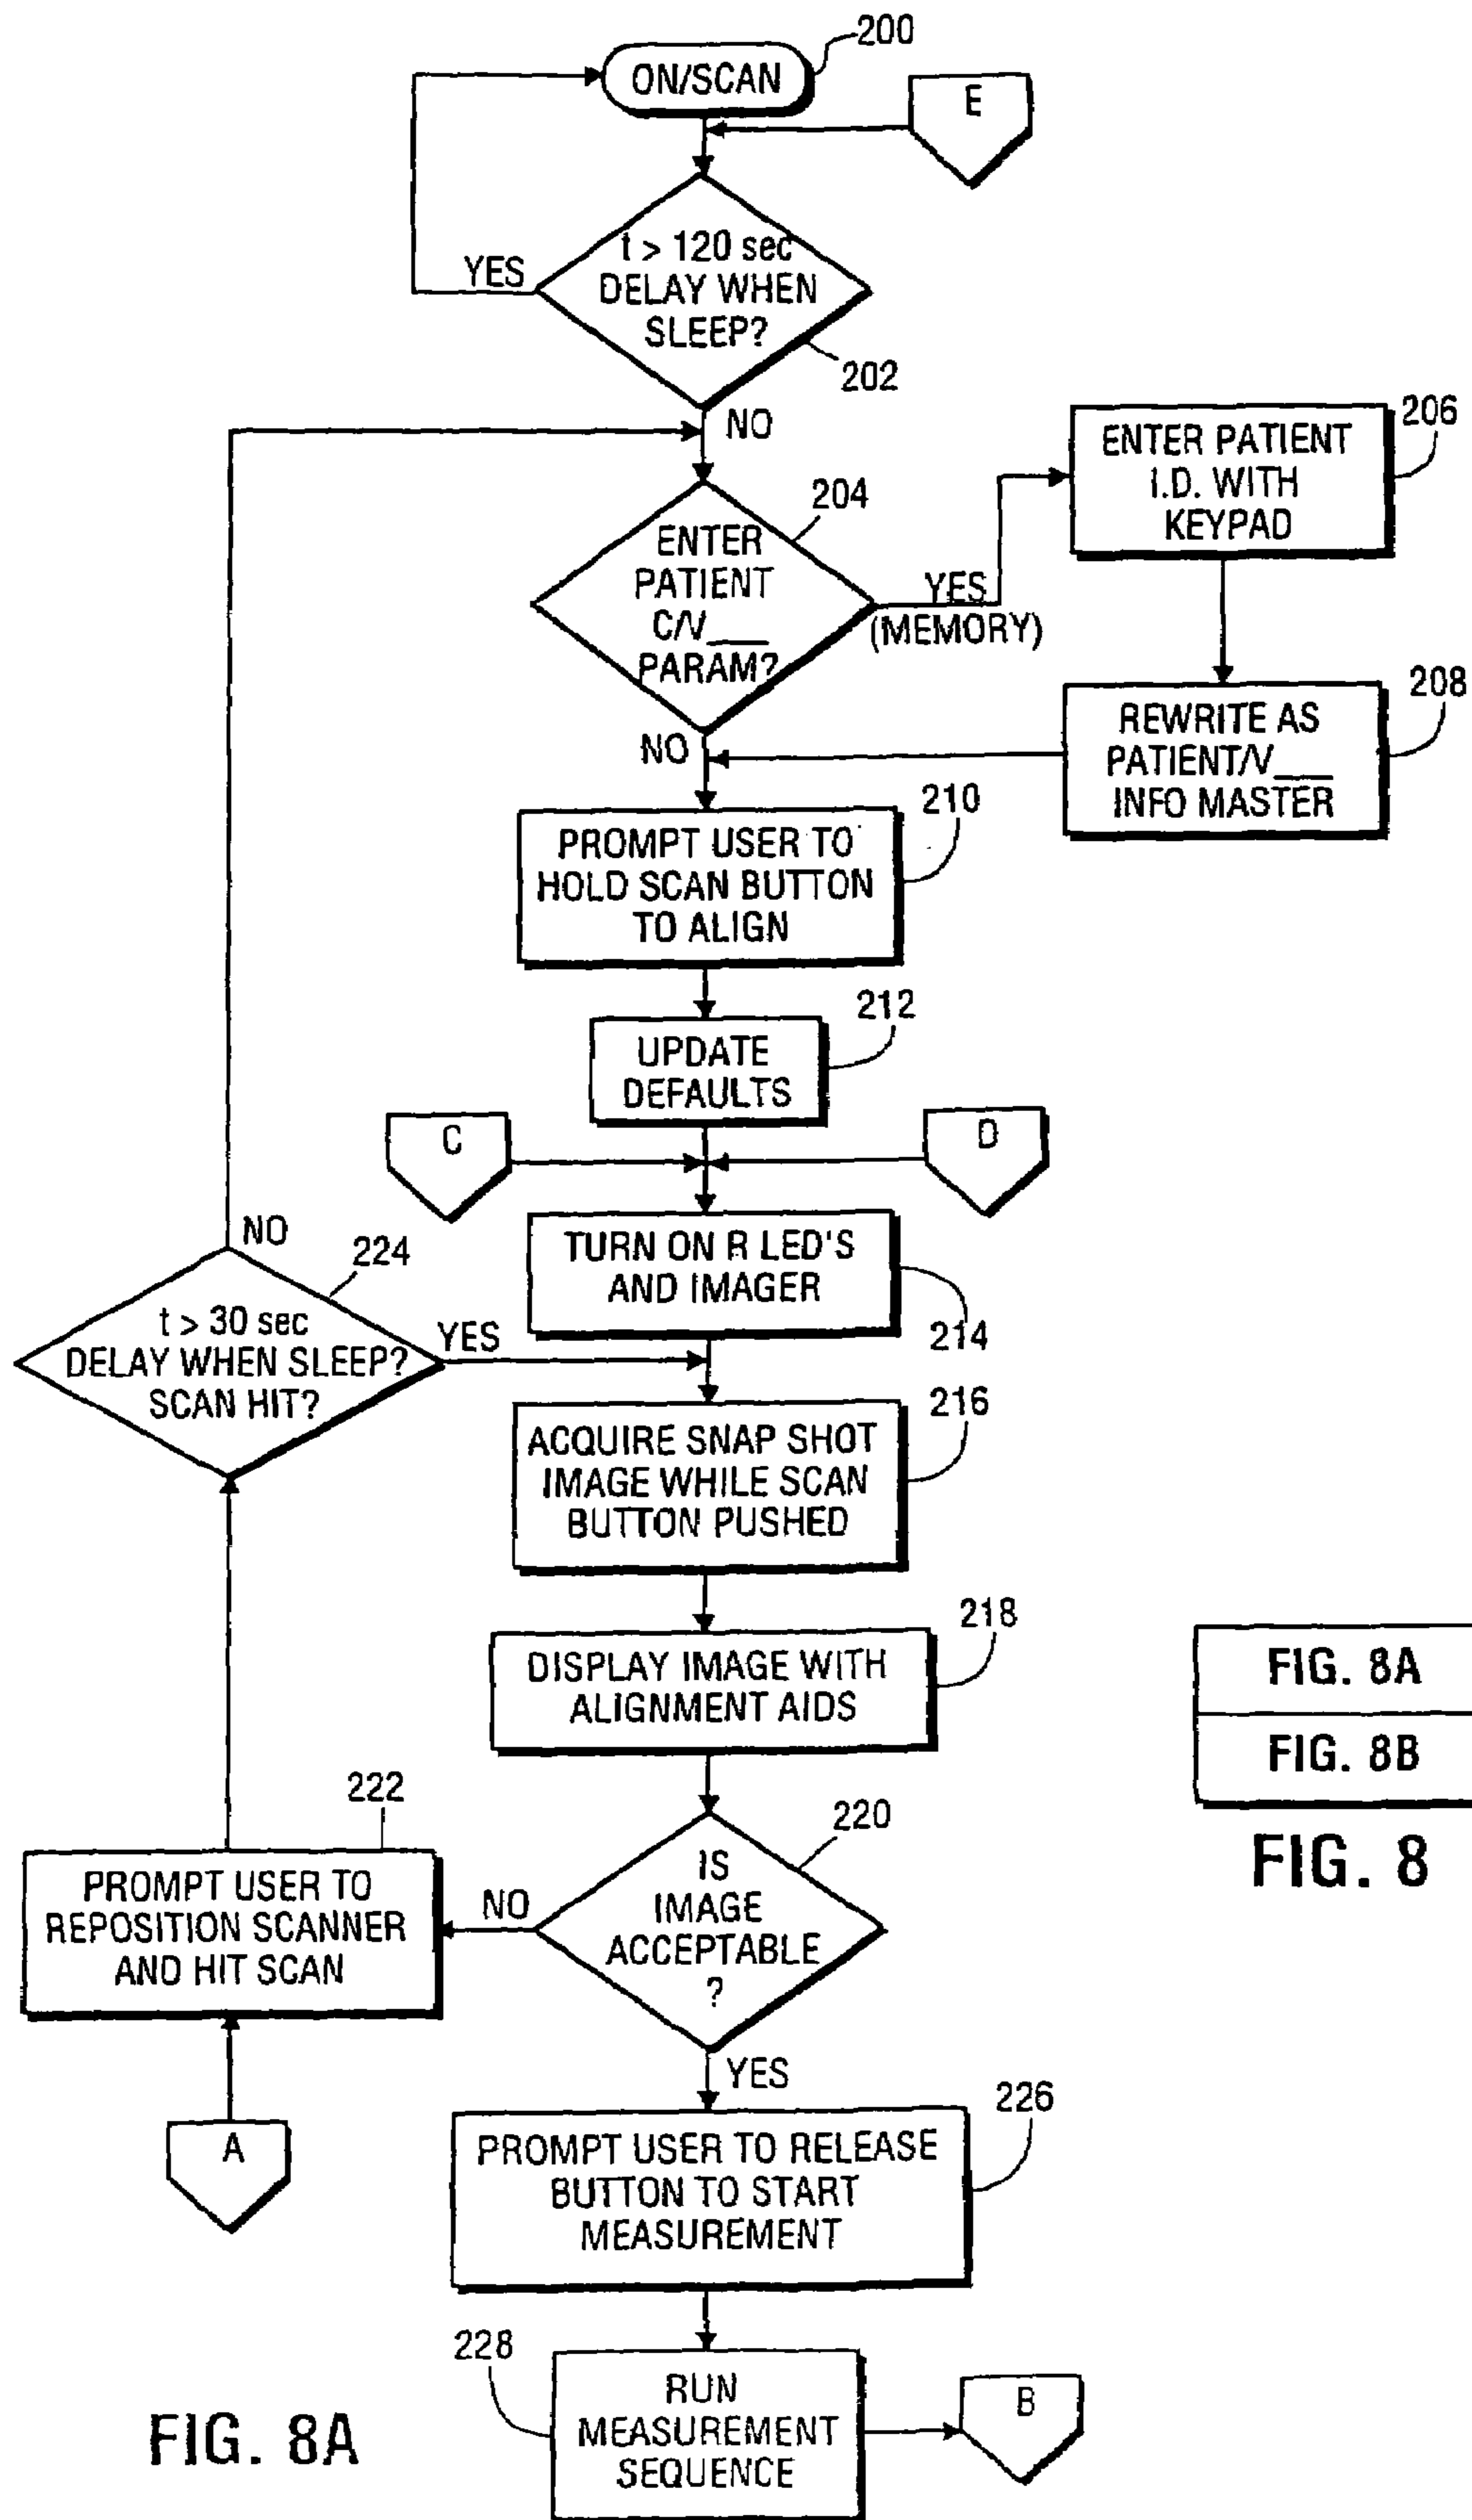 200
ON/SCAN
E
t > 120 sec
DELAY WHEN
SLEEP?
YES
202
NO
206
ENTER PATIENT
I.D. WITH
KEYPAD
204
ENTER
PATIENT
C/V___
PARAM?
YES
(MEMORY)
208
REWRITE AS
PATIENT/V___
INFO MASTER
NO
210
PROMPT USER TO
HOLD SCAN BUTTON
TO ALIGN
212
UPDATE
DEFAULTS
C
D
TURN ON R LED'S
AND IMAGER
214
NO
224
t > 30 sec
DELAY WHEN SLEEP?
SCAN HIT?
YES
216
ACQUIRE SNAP SHOT
IMAGE WHILE SCAN
BUTTON PUSHED
218
DISPLAY IMAGE WITH
ALIGNMENT AIDS
FIG. 8A
FIG. 8B
FIG. 8
220
IS
IMAGE
ACCEPTABLE
?
NO
222
PROMPT USER TO
REPOSITION SCANNER
AND HIT SCAN
A
YES
226
PROMPT USER TO RELEASE
BUTTON TO START
MEASUREMENT
228
RUN
MEASUREMENT
SEQUENCE
B
FIG. 8A